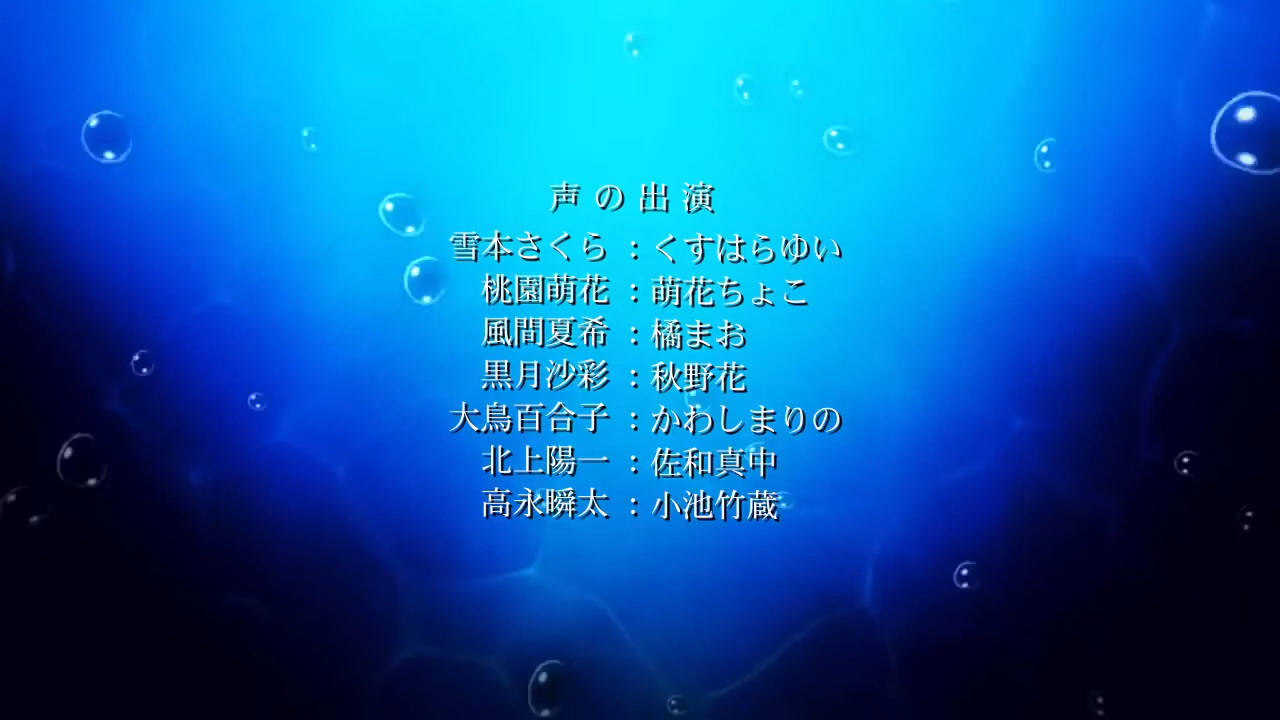 声の出演
雪本さくら：くすはらゆい
桃園萌花：萌花ちょこ
風間夏希：橘まお
黒月沙彩：秋野花
大鳥百合子：かわしまりの
北上陽一：佐和真中
高永瞬太：小池竹蔵